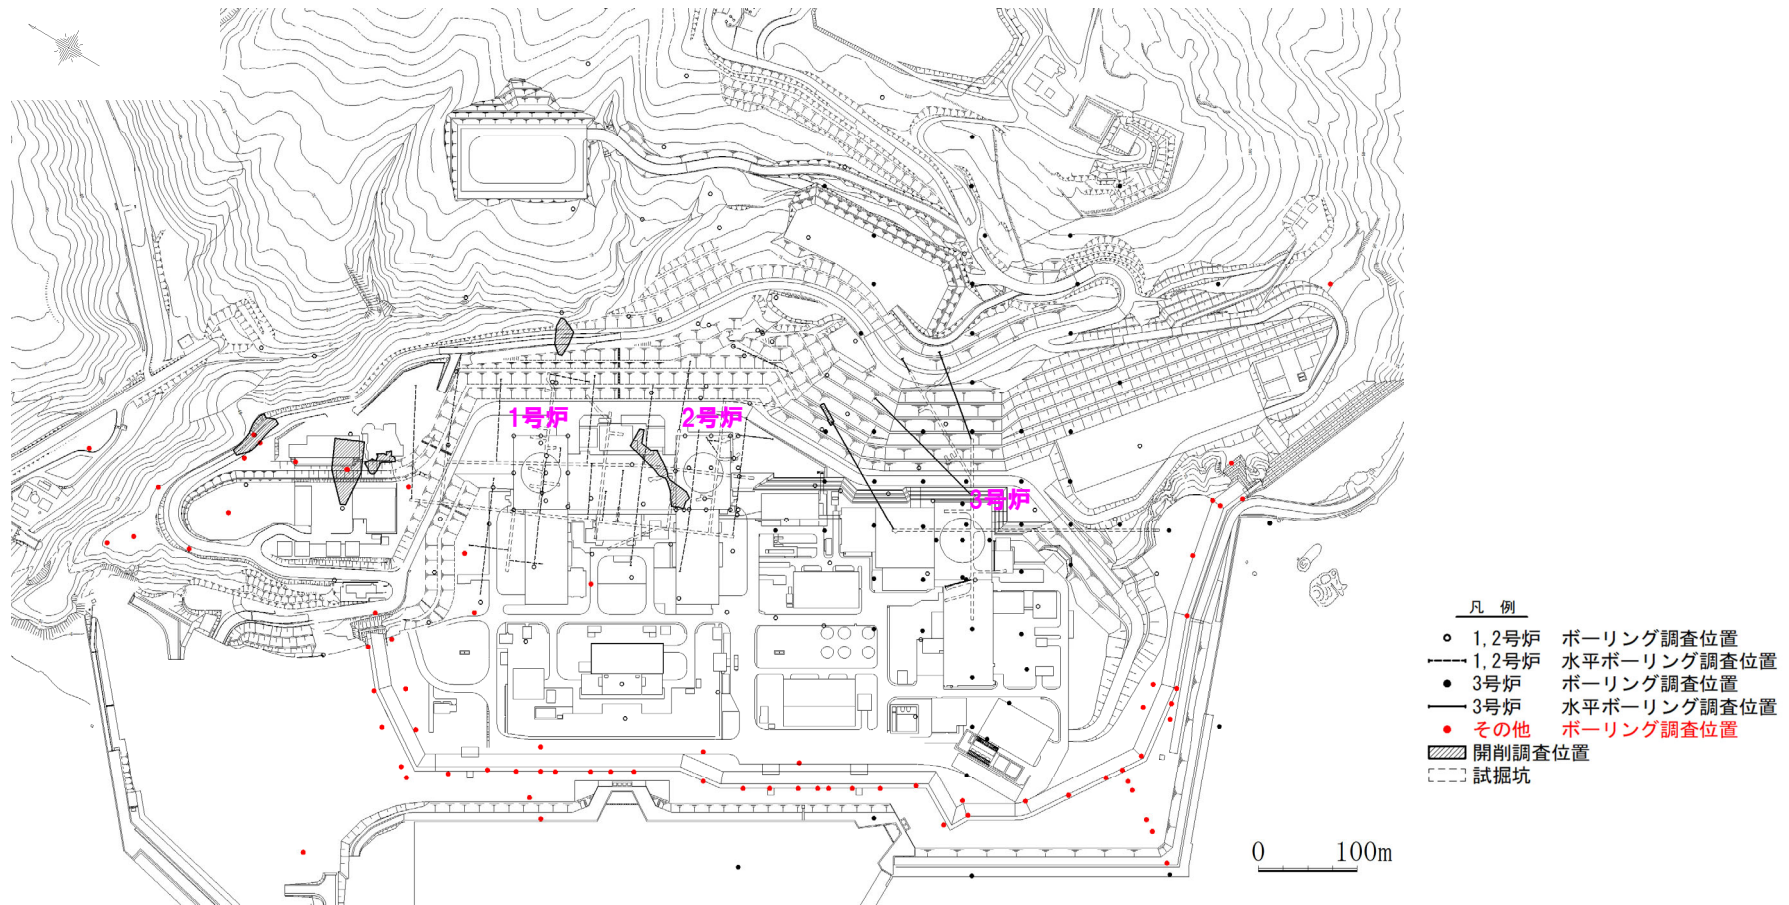 1号炉
2号炉
3号炉
凡 例
1,2号炉 ボーリング調査位置
1,2号炉 水平ボーリング調査位置
3号炉 ボーリング調査位置
3号炉 水平ボーリング調査位置
その他 ボーリング調査位置
開削調査位置
試掘坑
0 100m